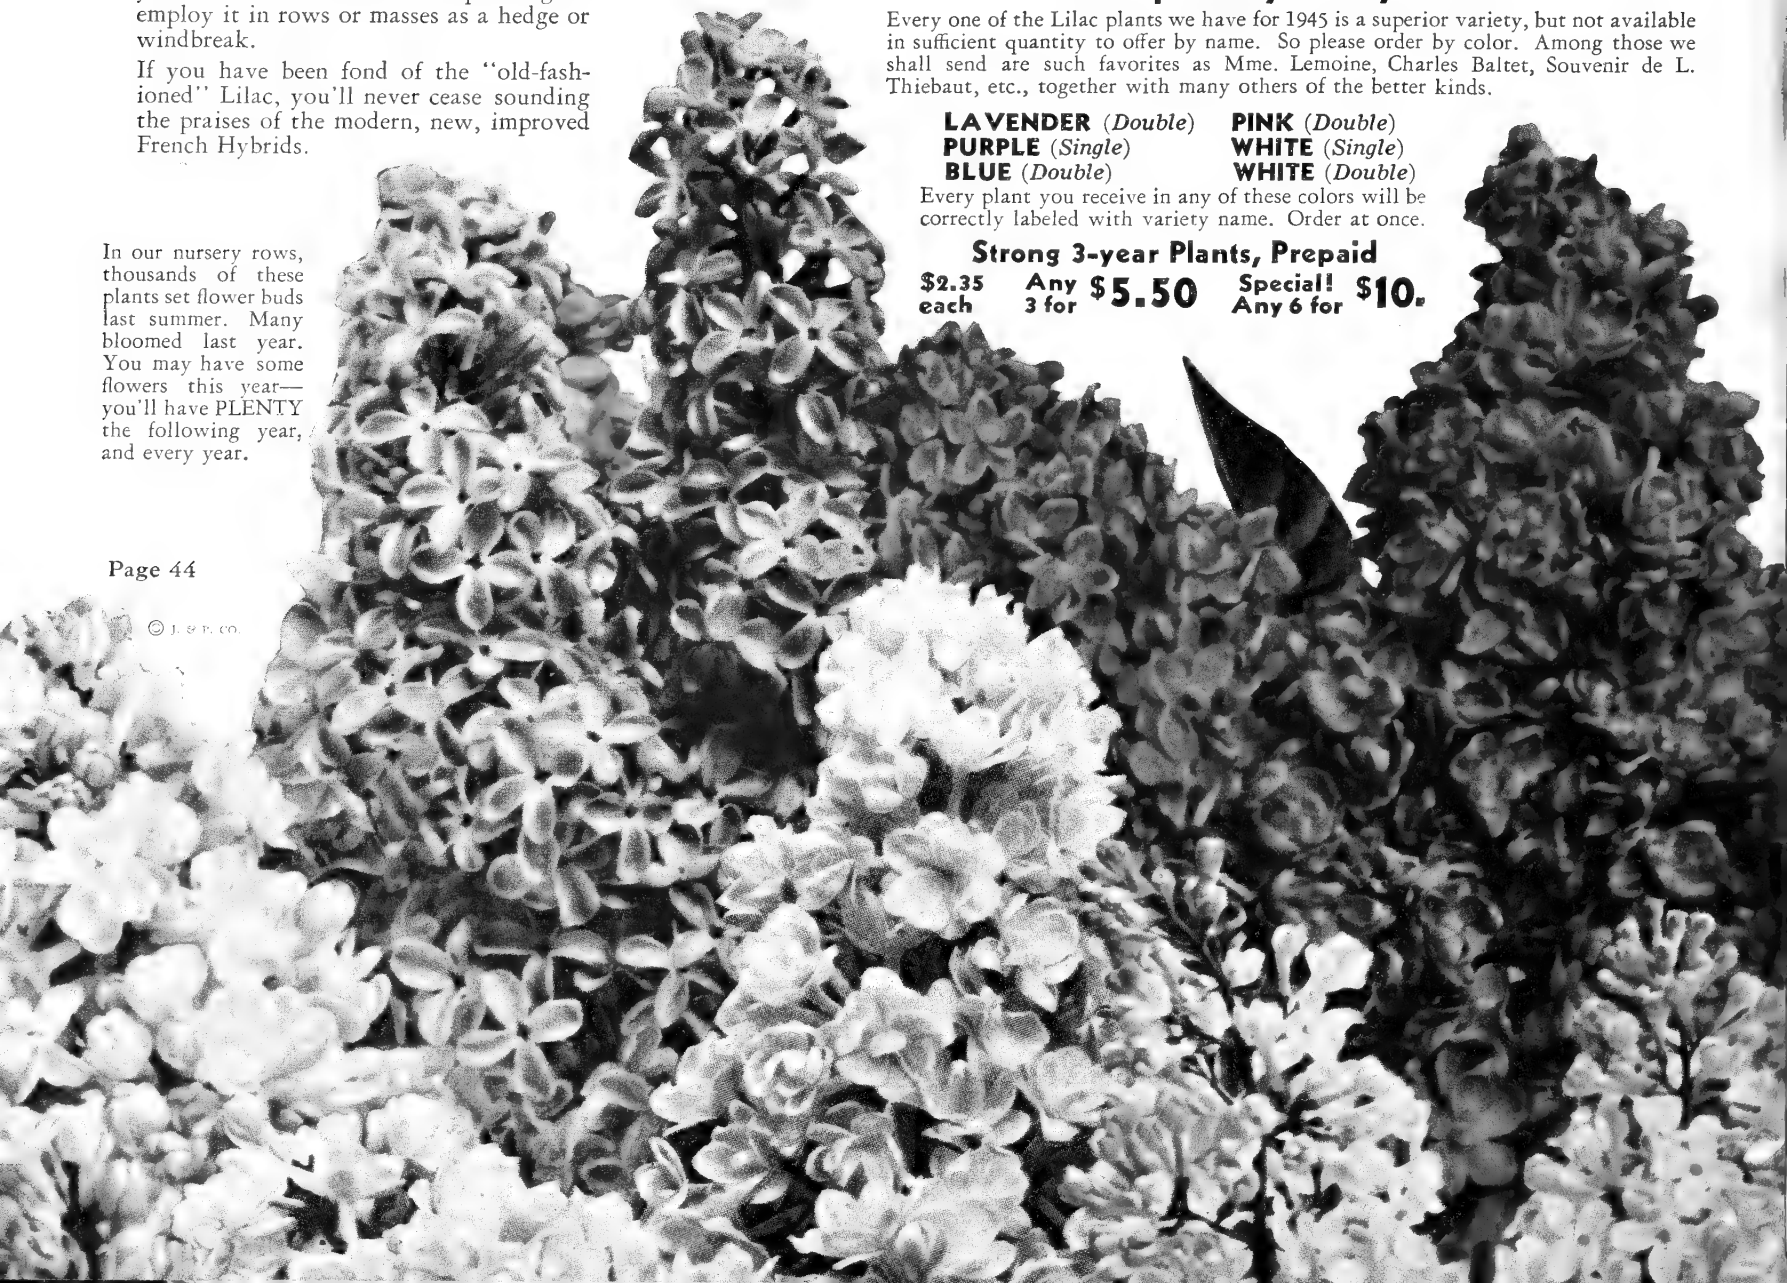 employ it in rows or masses as a hedge or
windbreak.
If you have been fond of the "old-fash-
ioned" Lilac, you'll never cease sounding
the praises of the modern, new, improved
French Hybrids.
In our nursery rows,
thousands of these
plants set flower buds
last summer. Many
bloomed last year.
You may have some
flowers this year—
you'll have PLENTY
the following year,
and every year.
Page 44
© J. & P. CO.
Every one of the Lilac plants we have for 1945 is a superior variety, but not available
in sufficient quantity to offer by name. So please order by color. Among those we
shall send are such favorites as Mme. Lemoine, Charles Baltet, Souvenir de L.
Thiebaut, etc., together with many others of the better kinds.
LAVENDER (Double) PINK (Double)
PURPLE (Single) WHITE (Single)
BLUE (Double) WHITE (Double)
Every plant you receive in any of these colors will be
correctly labeled with variety name. Order at once.
Strong 3-year Plants, Prepaid
$2.35 each Any 3 for $5.50 Special! Any 6 for $10.